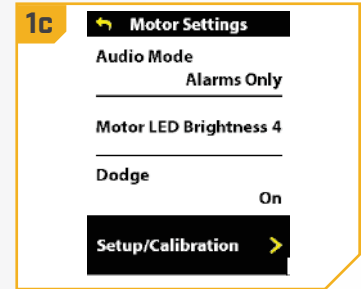 1c
Motor Settings
Audio Mode
Alarms Only
Motor LED Brightness 4
Dodge
On
Setup/Calibration >